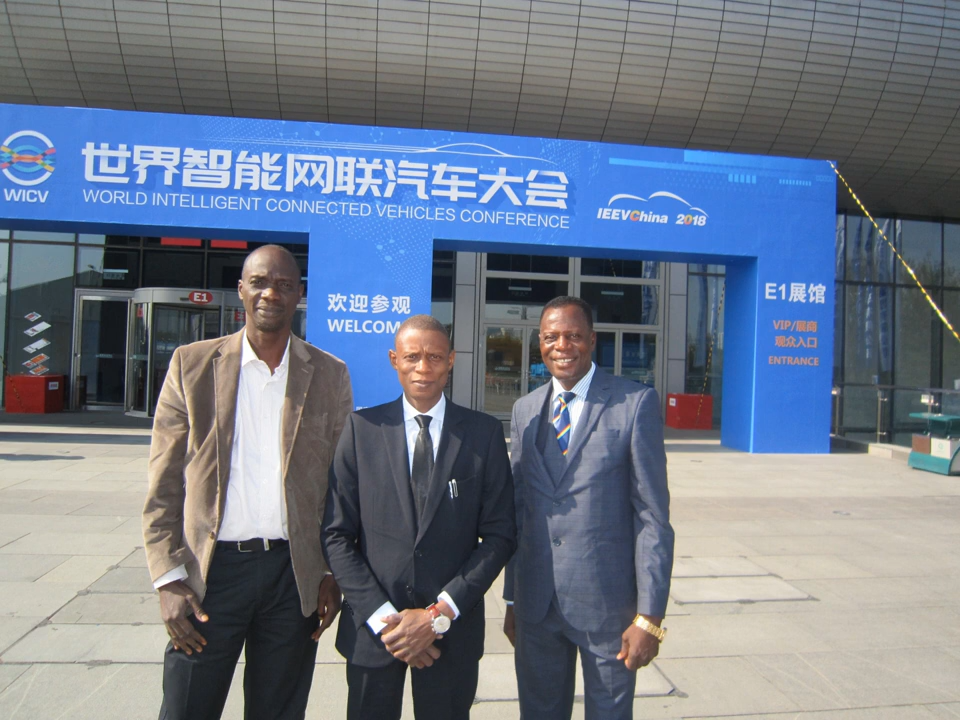 WICV
世界智能网联汽车大会
WORLD INTELLIGENT CONNECTED VEHICLES CONFERENCE
IEEVChina 2018
E1
欢迎参观
WELCOME
E1展馆
VIP/展商
观众入口
ENTRANCE